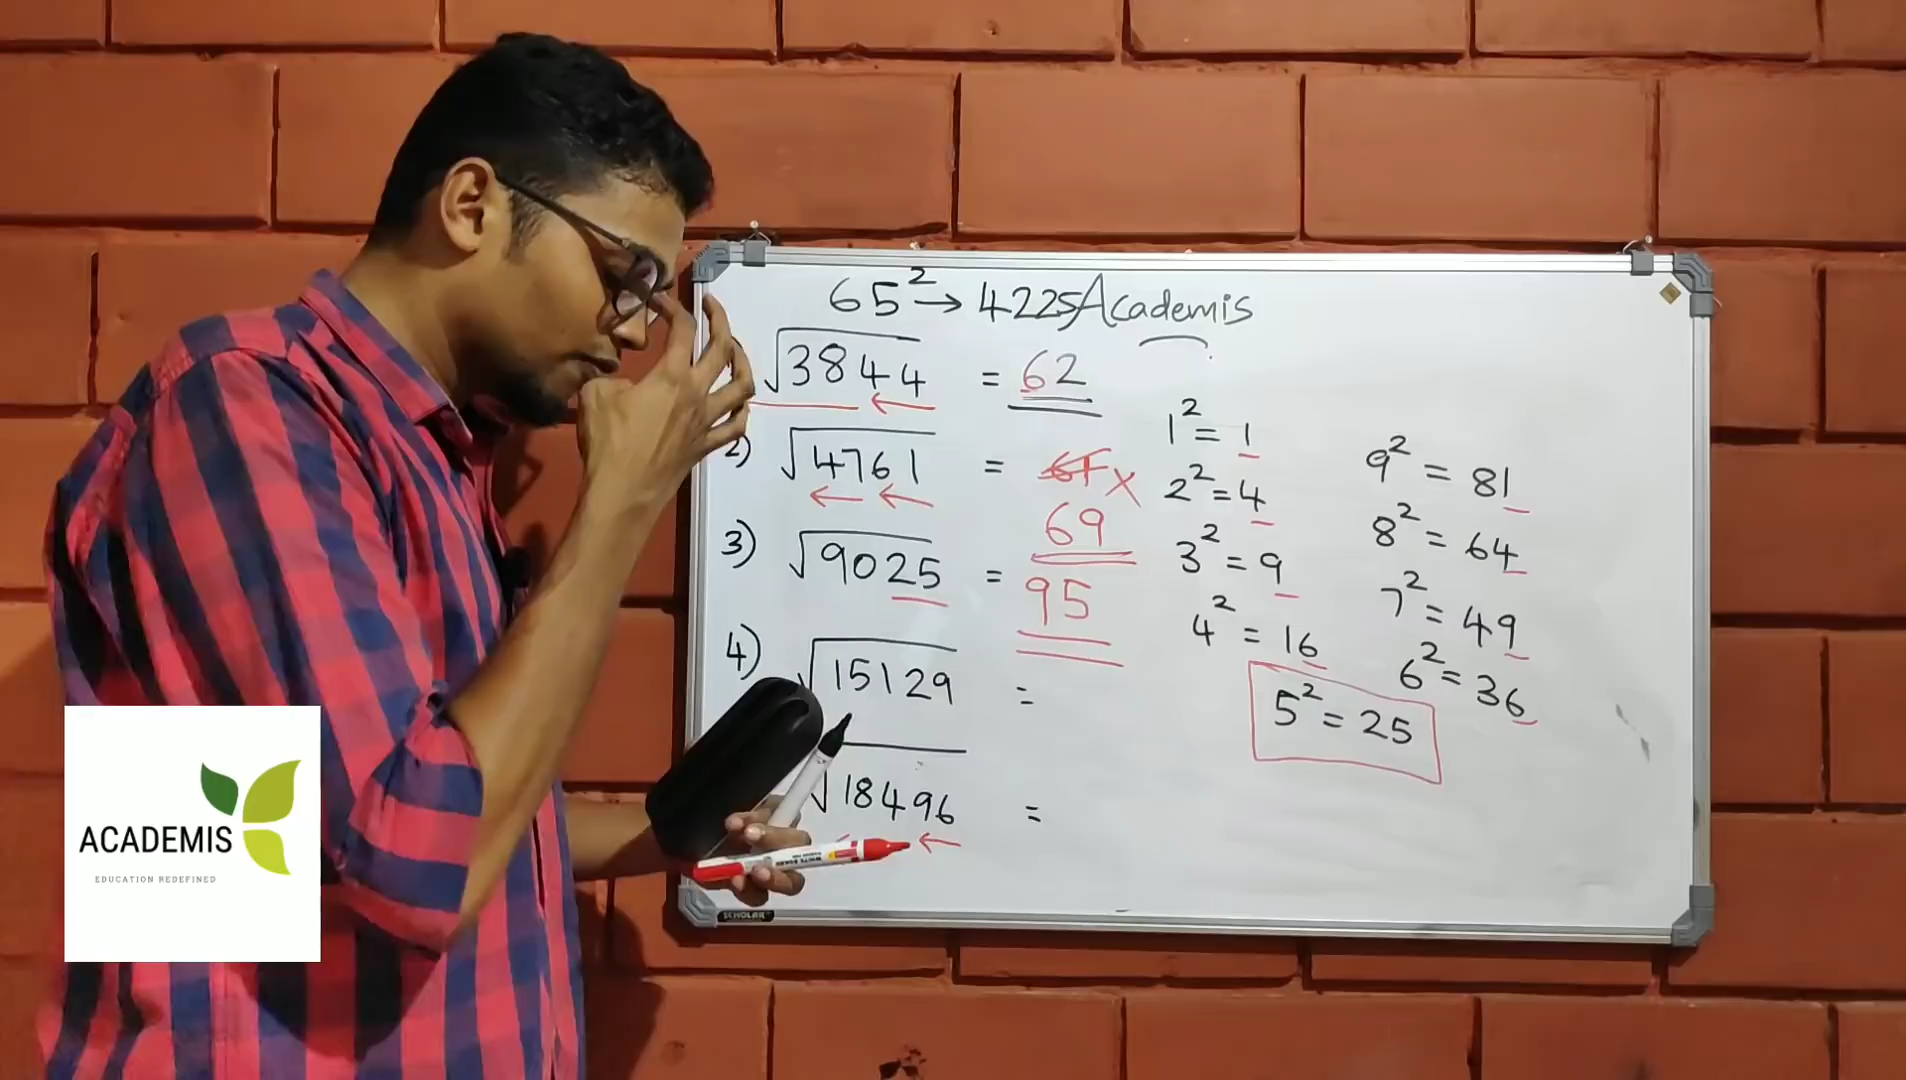 65² → 4225 Academis
√3844 = 62
2) √4761 = 61 X
69
3) √9025 = 95
4) √15129 =
√18496 =
1² = 1
2² = 4
3² = 9
4² = 16
5² = 25
9² = 81
8² = 64
7² = 49
6² = 36
ACADEMIS
EDUCATION REDEFINED
SCHOLAR